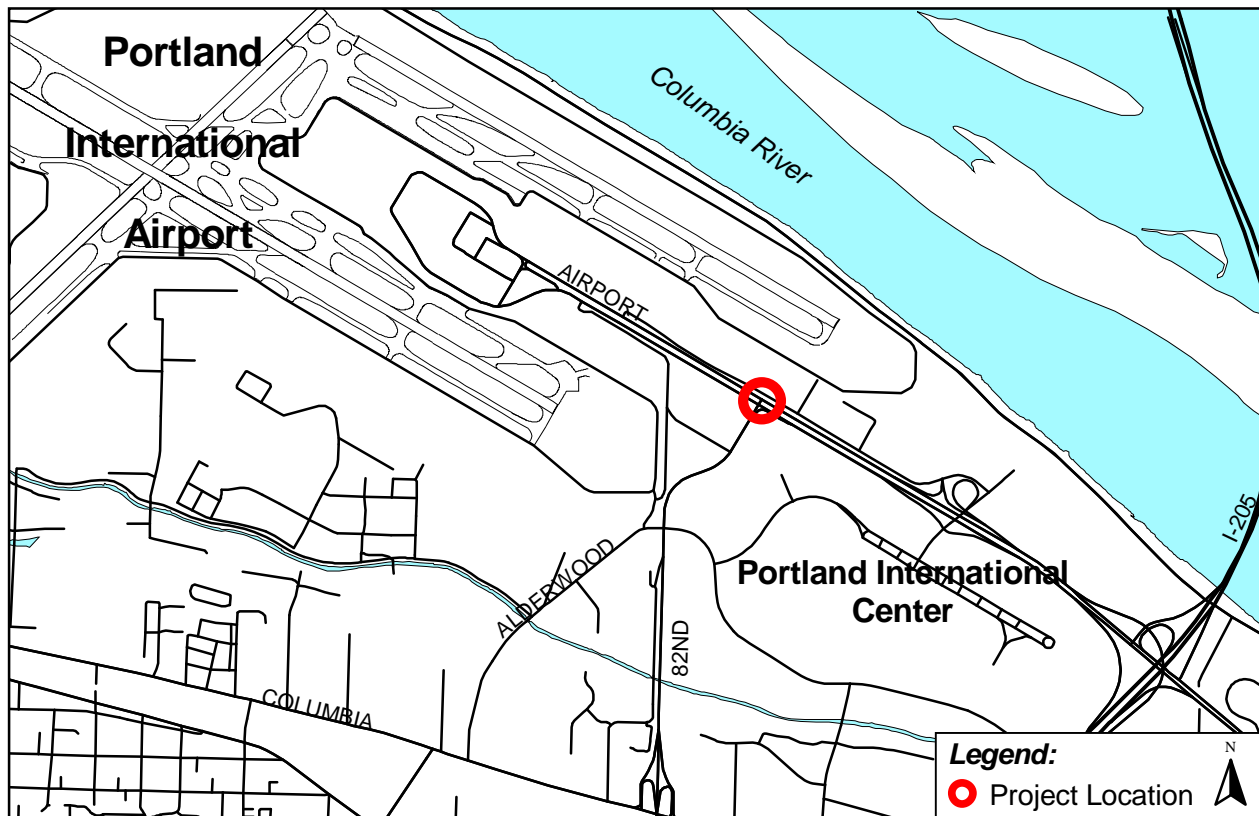 Portland
International
Airport
Columbia River
AIRPORT
I-205
ALDERWOOD
Portland International
Center
82ND
COLUMBIA
Legend:
N
Project Location